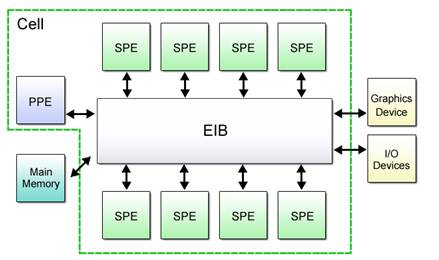 Cell
SPE SPE SPE SPE
PPE
EIB
Graphics
Device
Main
Memory
I/O
Devices
SPE SPE SPE SPE